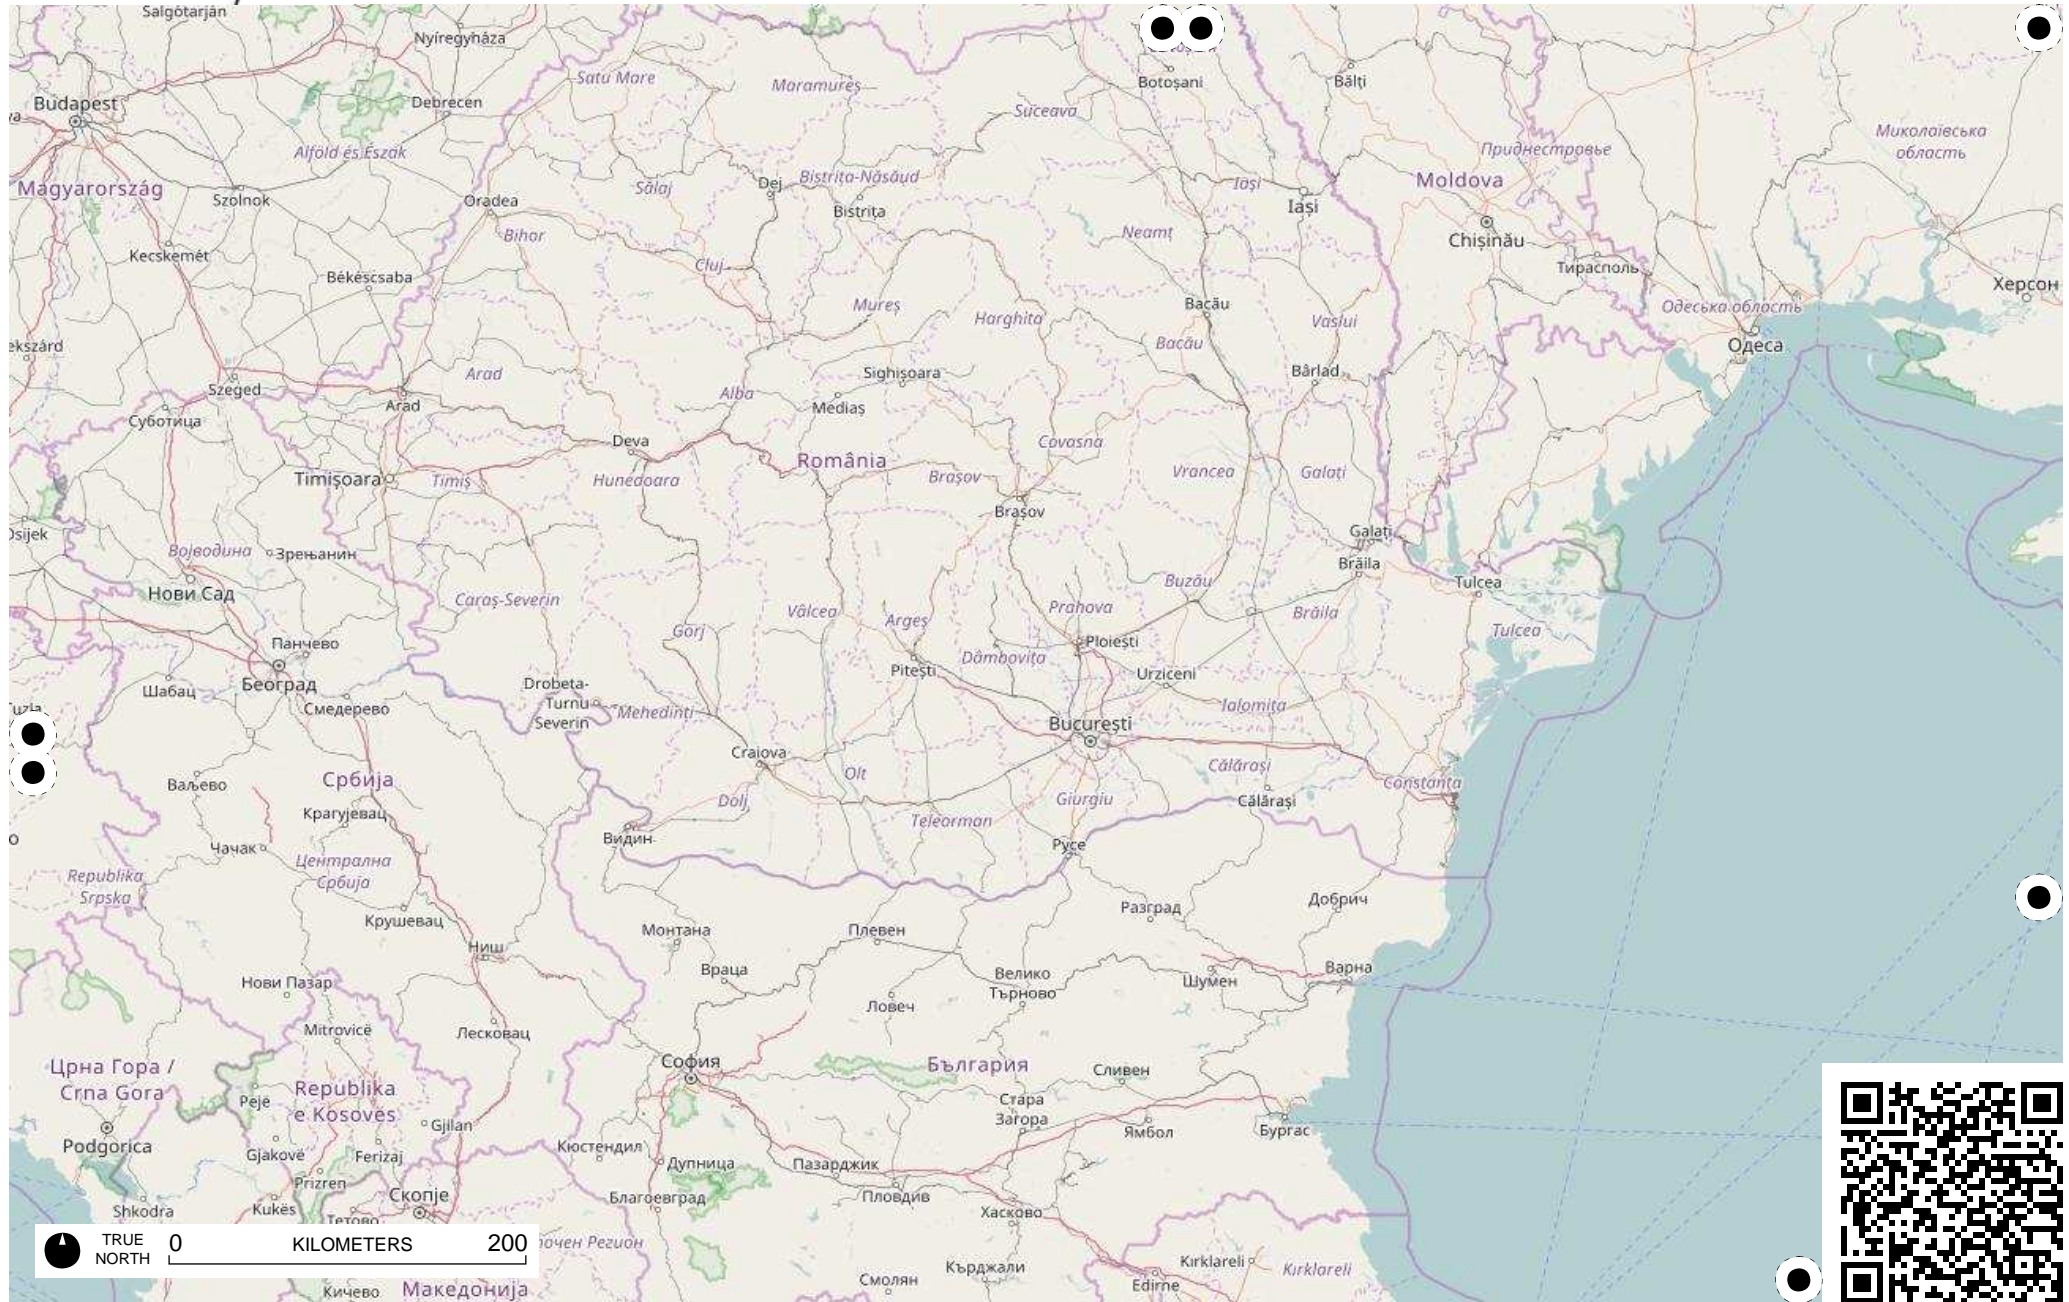 Salgótarján
Nyíregyháza
Satu Mare
Maramureș
Botoșani
Bălți
Budapest
Debrecen
Suceava
Миколаївська
область
Alföld és Észak
Приднестровье
Magyarország
Szolnok
Oradea
Sălaj
Dej
Bistrița-Năsăud
Bistrița
Iași
Iași
Moldova
Chișinău
Bihor
Neamț
Kecskemét
Békéscsaba
Cluj
Тирасполь
Херсон
Mureș
Harghita
Bacău
Vaslui
Одеська область
Одеса
ekszárd
Bacău
Arad
Sighișoara
Bârlad
Szeged
Arad
Alba
Mediaș
Суботица
Deva
Covasna
România
Timișoara
Timiș
Hunedoara
Brașov
Vrancea
Galați
Brașov
Osijek
Војводина
Зрењанин
Galați
Brăila
Нови Сад
Caraș-Severin
Buzău
Tulcea
Vâlcea
Argeș
Prahova
Brăila
Gorj
Tulcea
Панчево
Ploiești
Dâmbovița
Београд
Pitești
Urziceni
Шабац
Drobeta-
Turnu
Severin
Смедерево
Mehedinți
Ialomița
București
Craiova
Србија
Ваљево
Olt
Călărași
Constanța
Dolj
Giurgiu
Călărași
Крагујевац
Teleorman
Видин
Русе
Чачак
Централна
Србија
Republika
Srpska
Крушевац
Разград
Добрич
Ниш
Монтана
Плевен
Враца
Велико
Търново
Шумен
Варна
Нови Пазар
Ловеч
Mitrovicë
Лесковац
Црна Гора /
Crna Gora
София
България
Сливен
Republika
e Kosovës
Pejë
Стара
Загора
Gjilan
Ямбол
Бургас
Podgorica
Gjakovë
Ferizaj
Кюстендил
Дупница
Пазарджик
Prizren
Скопје
Благоевград
Пловдив
Shkodra
Kukës
Тетово
Хасково
TRUE
NORTH
0 KILOMETERS 200
очен Регион
Kırklareli
Kırklareli
Кърджали
Смолян
Edirne
Кичево
Македонија